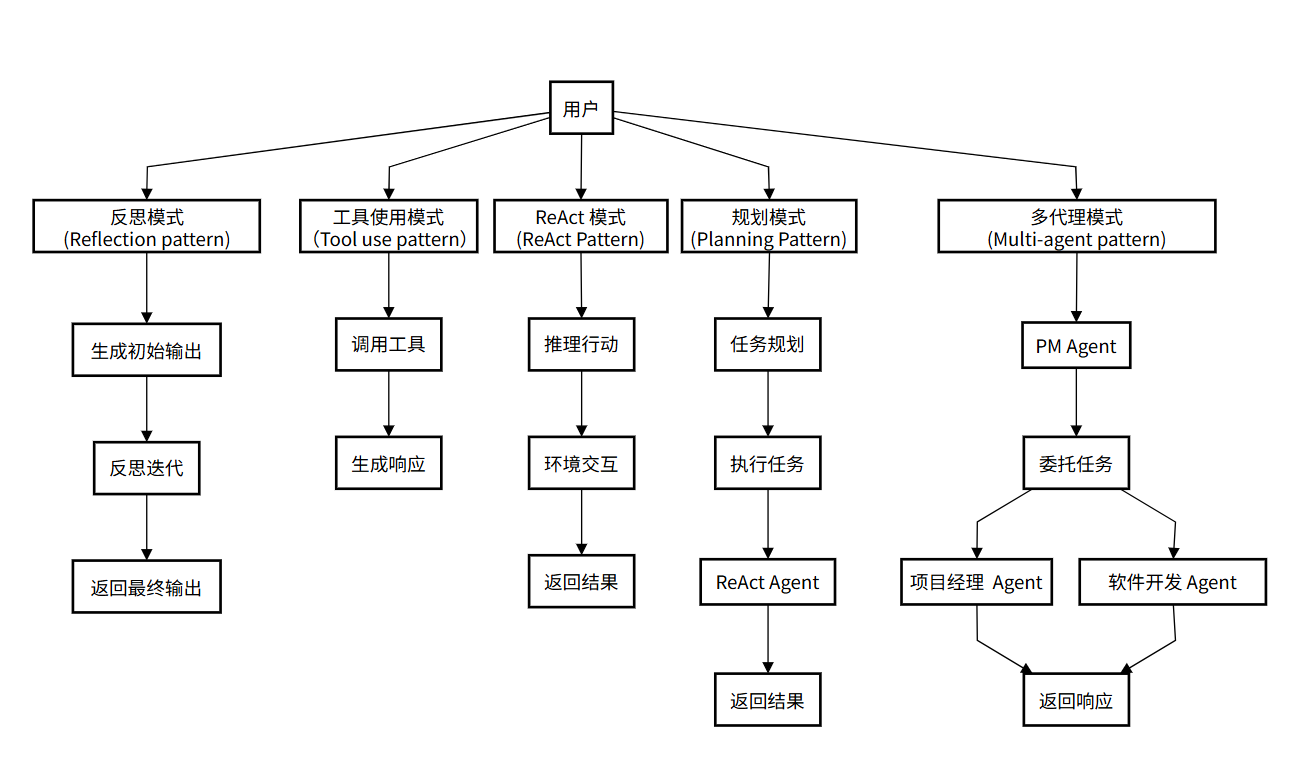 用户
反思模式
(Reflection pattern)
工具使用模式
（Tool use pattern）
ReAct 模式
(ReAct Pattern)
规划模式
(Planning Pattern)
多代理模式
(Multi-agent pattern)
生成初始输出
调用工具
推理行动
任务规划
PM Agent
反思迭代
生成响应
环境交互
执行任务
委托任务
返回最终输出
返回结果
ReAct Agent
项目经理 Agent
软件开发 Agent
返回结果
返回响应